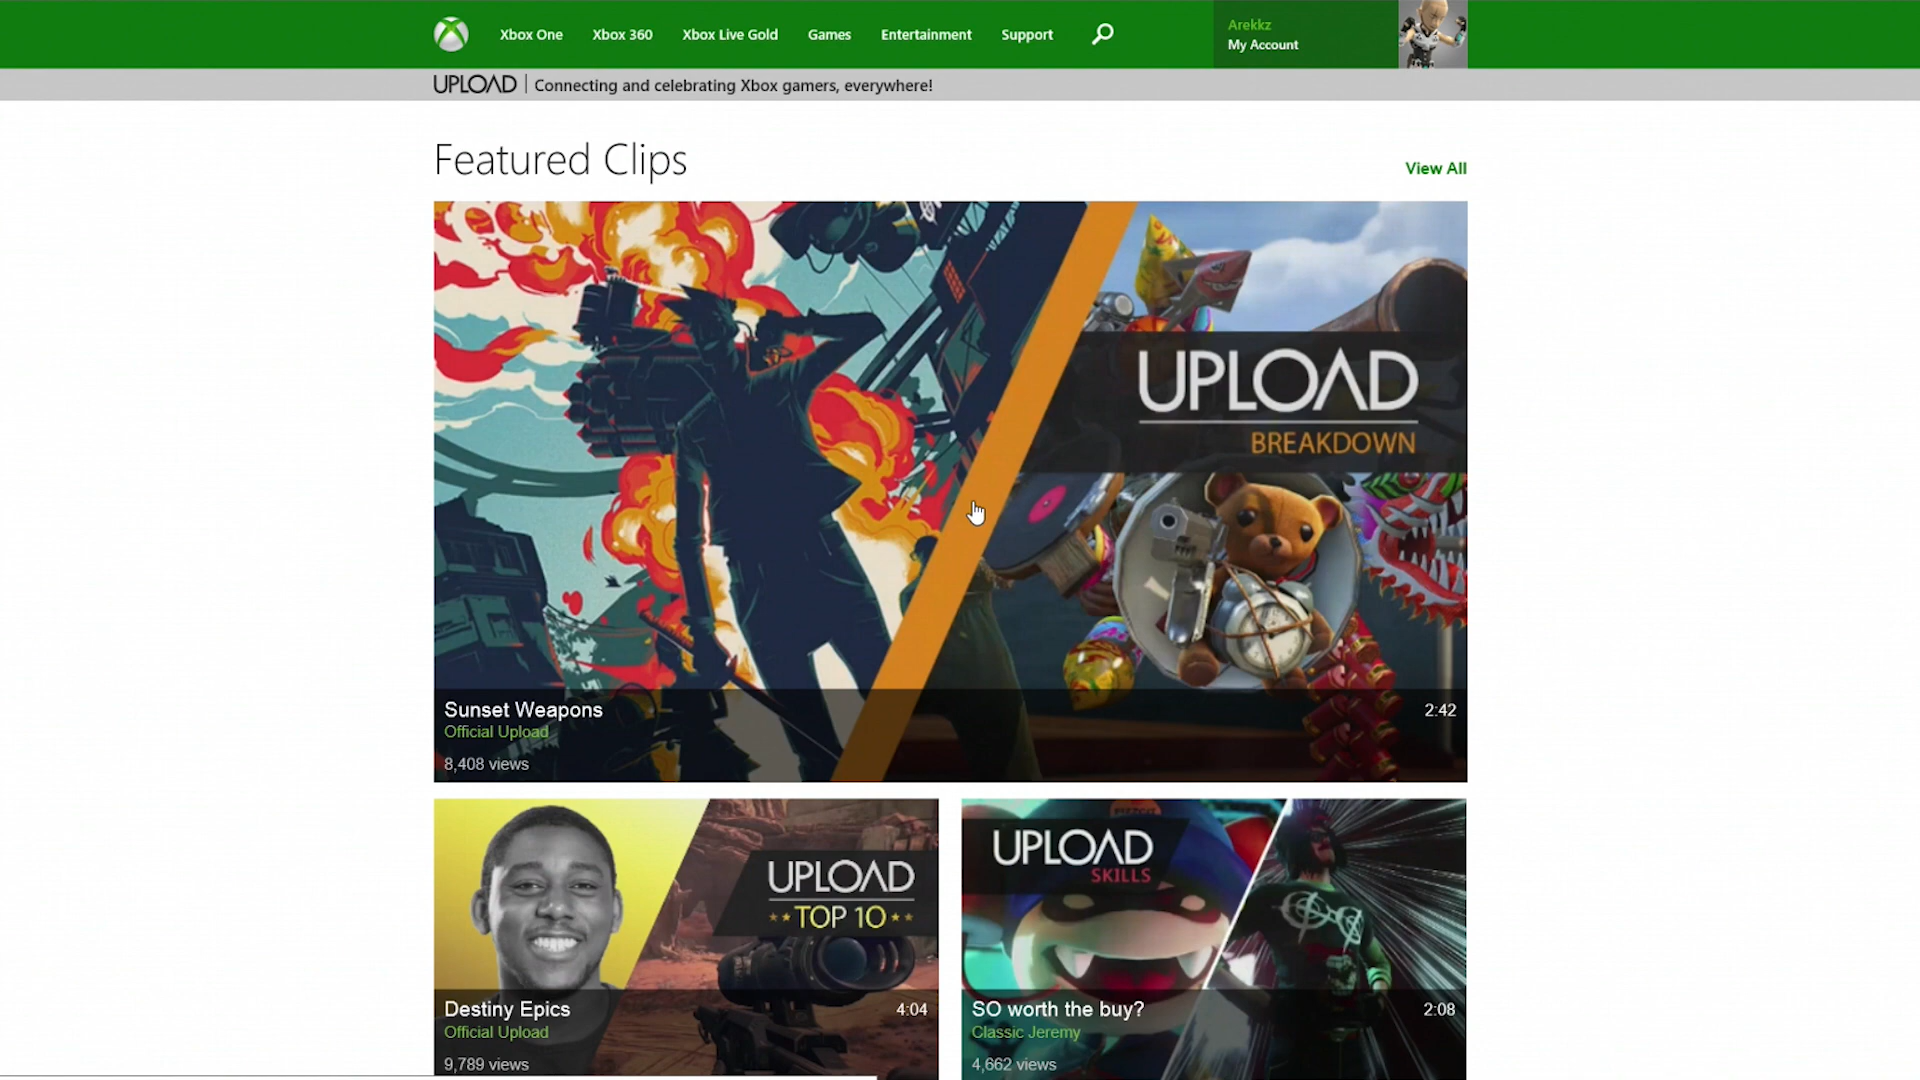 Xbox One
Xbox 360
Xbox Live Gold
Games
Entertainment
Support
Arekkz
My Account
UPLOAD
Connecting and celebrating Xbox gamers, everywhere!
Featured Clips
View All
UPLOAD
BREAKDOWN
Sunset Weapons
2:42
Official Upload
8,408 views
UPLOAD
TOP 10
Destiny Epics
4:04
Official Upload
9,789 views
UPLOAD
SKILLS
SO worth the buy?
2:08
Classic Jeremy
4,662 views